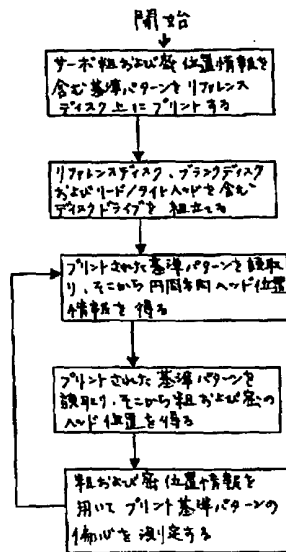 開始
サーボ粗および密位置情報を
含む基準パターンをリファレンス
ディスク上にプリントする
リファレンスディスク、ブランクディスク
およびリード/ライトヘッドを含む
ディスクドライブを組立てる
プリントされた基準パターンを読取
り、そこから円周方向ヘッド位置
情報を得る
プリントされた基準パターンを
読取り、そこから粗および密の
ヘッド位置を得る
粗および密位置情報を
用いてプリント基準パターンの
偏心を測定する